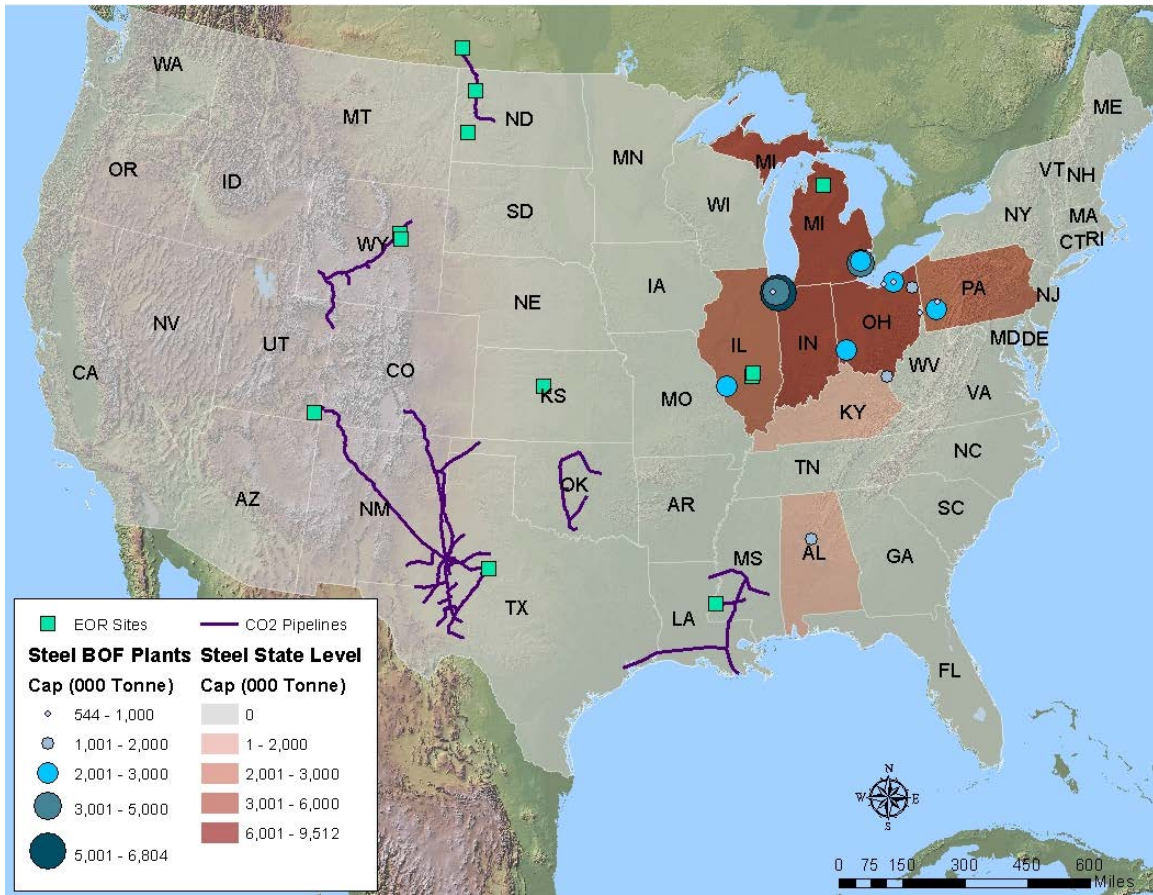 WA
ME
MT
ND
OR
MN
VT
NH
ID
MI
SD
WI
NY
MA
MI
CT
RI
WY
IA
PA
NE
NJ
NV
OH
IL
IN
MD
DE
UT
CO
WV
CA
KS
MO
VA
KY
NC
TN
OK
AZ
NM
AR
SC
MS
AL
GA
TX
LA
FL
EOR Sites
CO2 Pipelines
Steel BOF Plants
Steel State Level
Cap (000 Tonne)
Cap (000 Tonne)
544 - 1,000
0
1,001 - 2,000
1 - 2,000
2,001 - 3,000
2,001 - 3,000
3,001 - 5,000
3,001 - 6,000
5,001 - 6,804
6,001 - 9,512
N
W
E
S
0 75 150 300 450 600
Miles